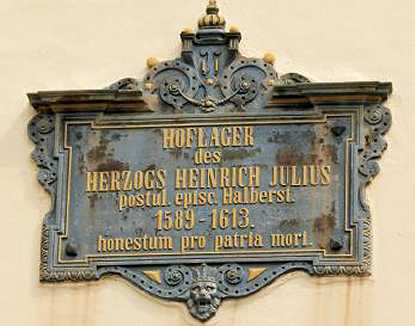 HOFLAGER
des
HERZOGS HEINRICH JULIUS
postul. episc. Halberst.
1589 - 1613.
honestum pro patria mori.